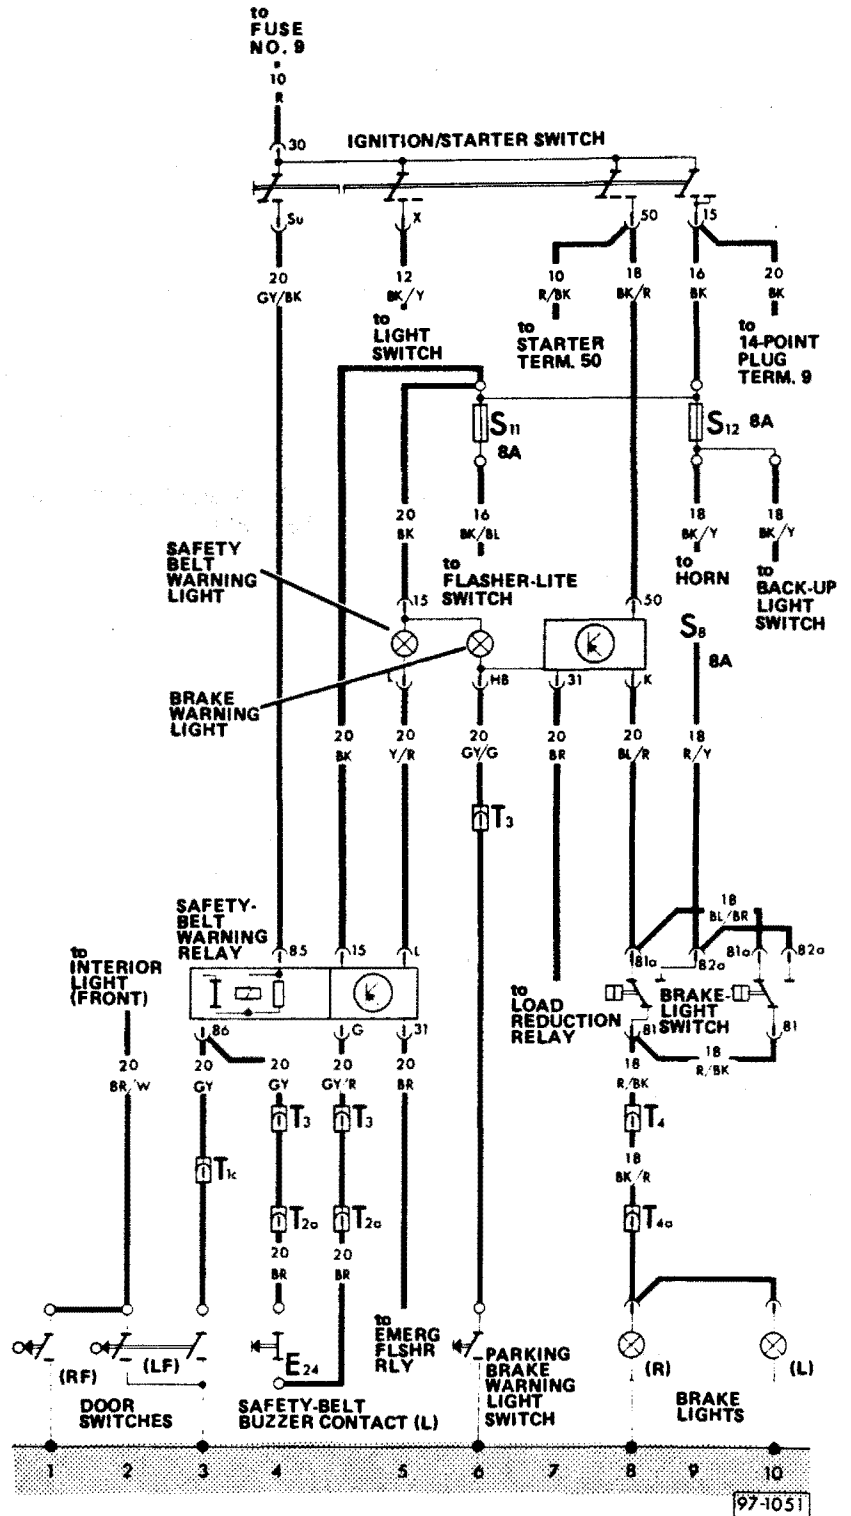 to
FUSE
NO. 9
10
R
30
IGNITION/STARTER SWITCH
Su
X
50
15
20
GY/BK
12
BK/Y
10
R/BK
18
BK/R
16
BK
20
BK
to
LIGHT
SWITCH
to
STARTER
TERM. 50
to
14-POINT
PLUG
TERM. 9
S11
8A
S12 8A
20
BK
16
BK/BL
18
BK/Y
18
BK/Y
SAFETY
BELT
WARNING
LIGHT
to
FLASHER-LITE
SWITCH
to
HORN
to
BACK-UP
LIGHT
SWITCH
15
50
S8
8A
BRAKE
WARNING
LIGHT
HB
31
K
20
BK
20
Y/R
20
GY/G
20
BR
20
BL/R
18
R/Y
T3
18
BL/BR
SAFETY-
BELT
WARNING
RELAY
85
15
L
81a
82a
81a
82a
to
INTERIOR
LIGHT
(FRONT)
to
LOAD
REDUCTION
RELAY
BRAKE-
LIGHT
SWITCH
86
G
31
81
81
20
BR/W
20
GY
20
GY
20
GY/R
20
BR
18
R/BK
18
R/BK
T3
T3
T4
T1c
18
BK/R
T2a
T2a
T4a
20
BR
20
BR
to
EMERG
FLSHR
RLY
(RF)
(LF)
E24
PARKING
BRAKE
WARNING
LIGHT
SWITCH
(R)
(L)
DOOR
SWITCHES
SAFETY-BELT
BUZZER CONTACT (L)
BRAKE
LIGHTS
1 2 3 4 5 6 7 8 9 10
97-1051